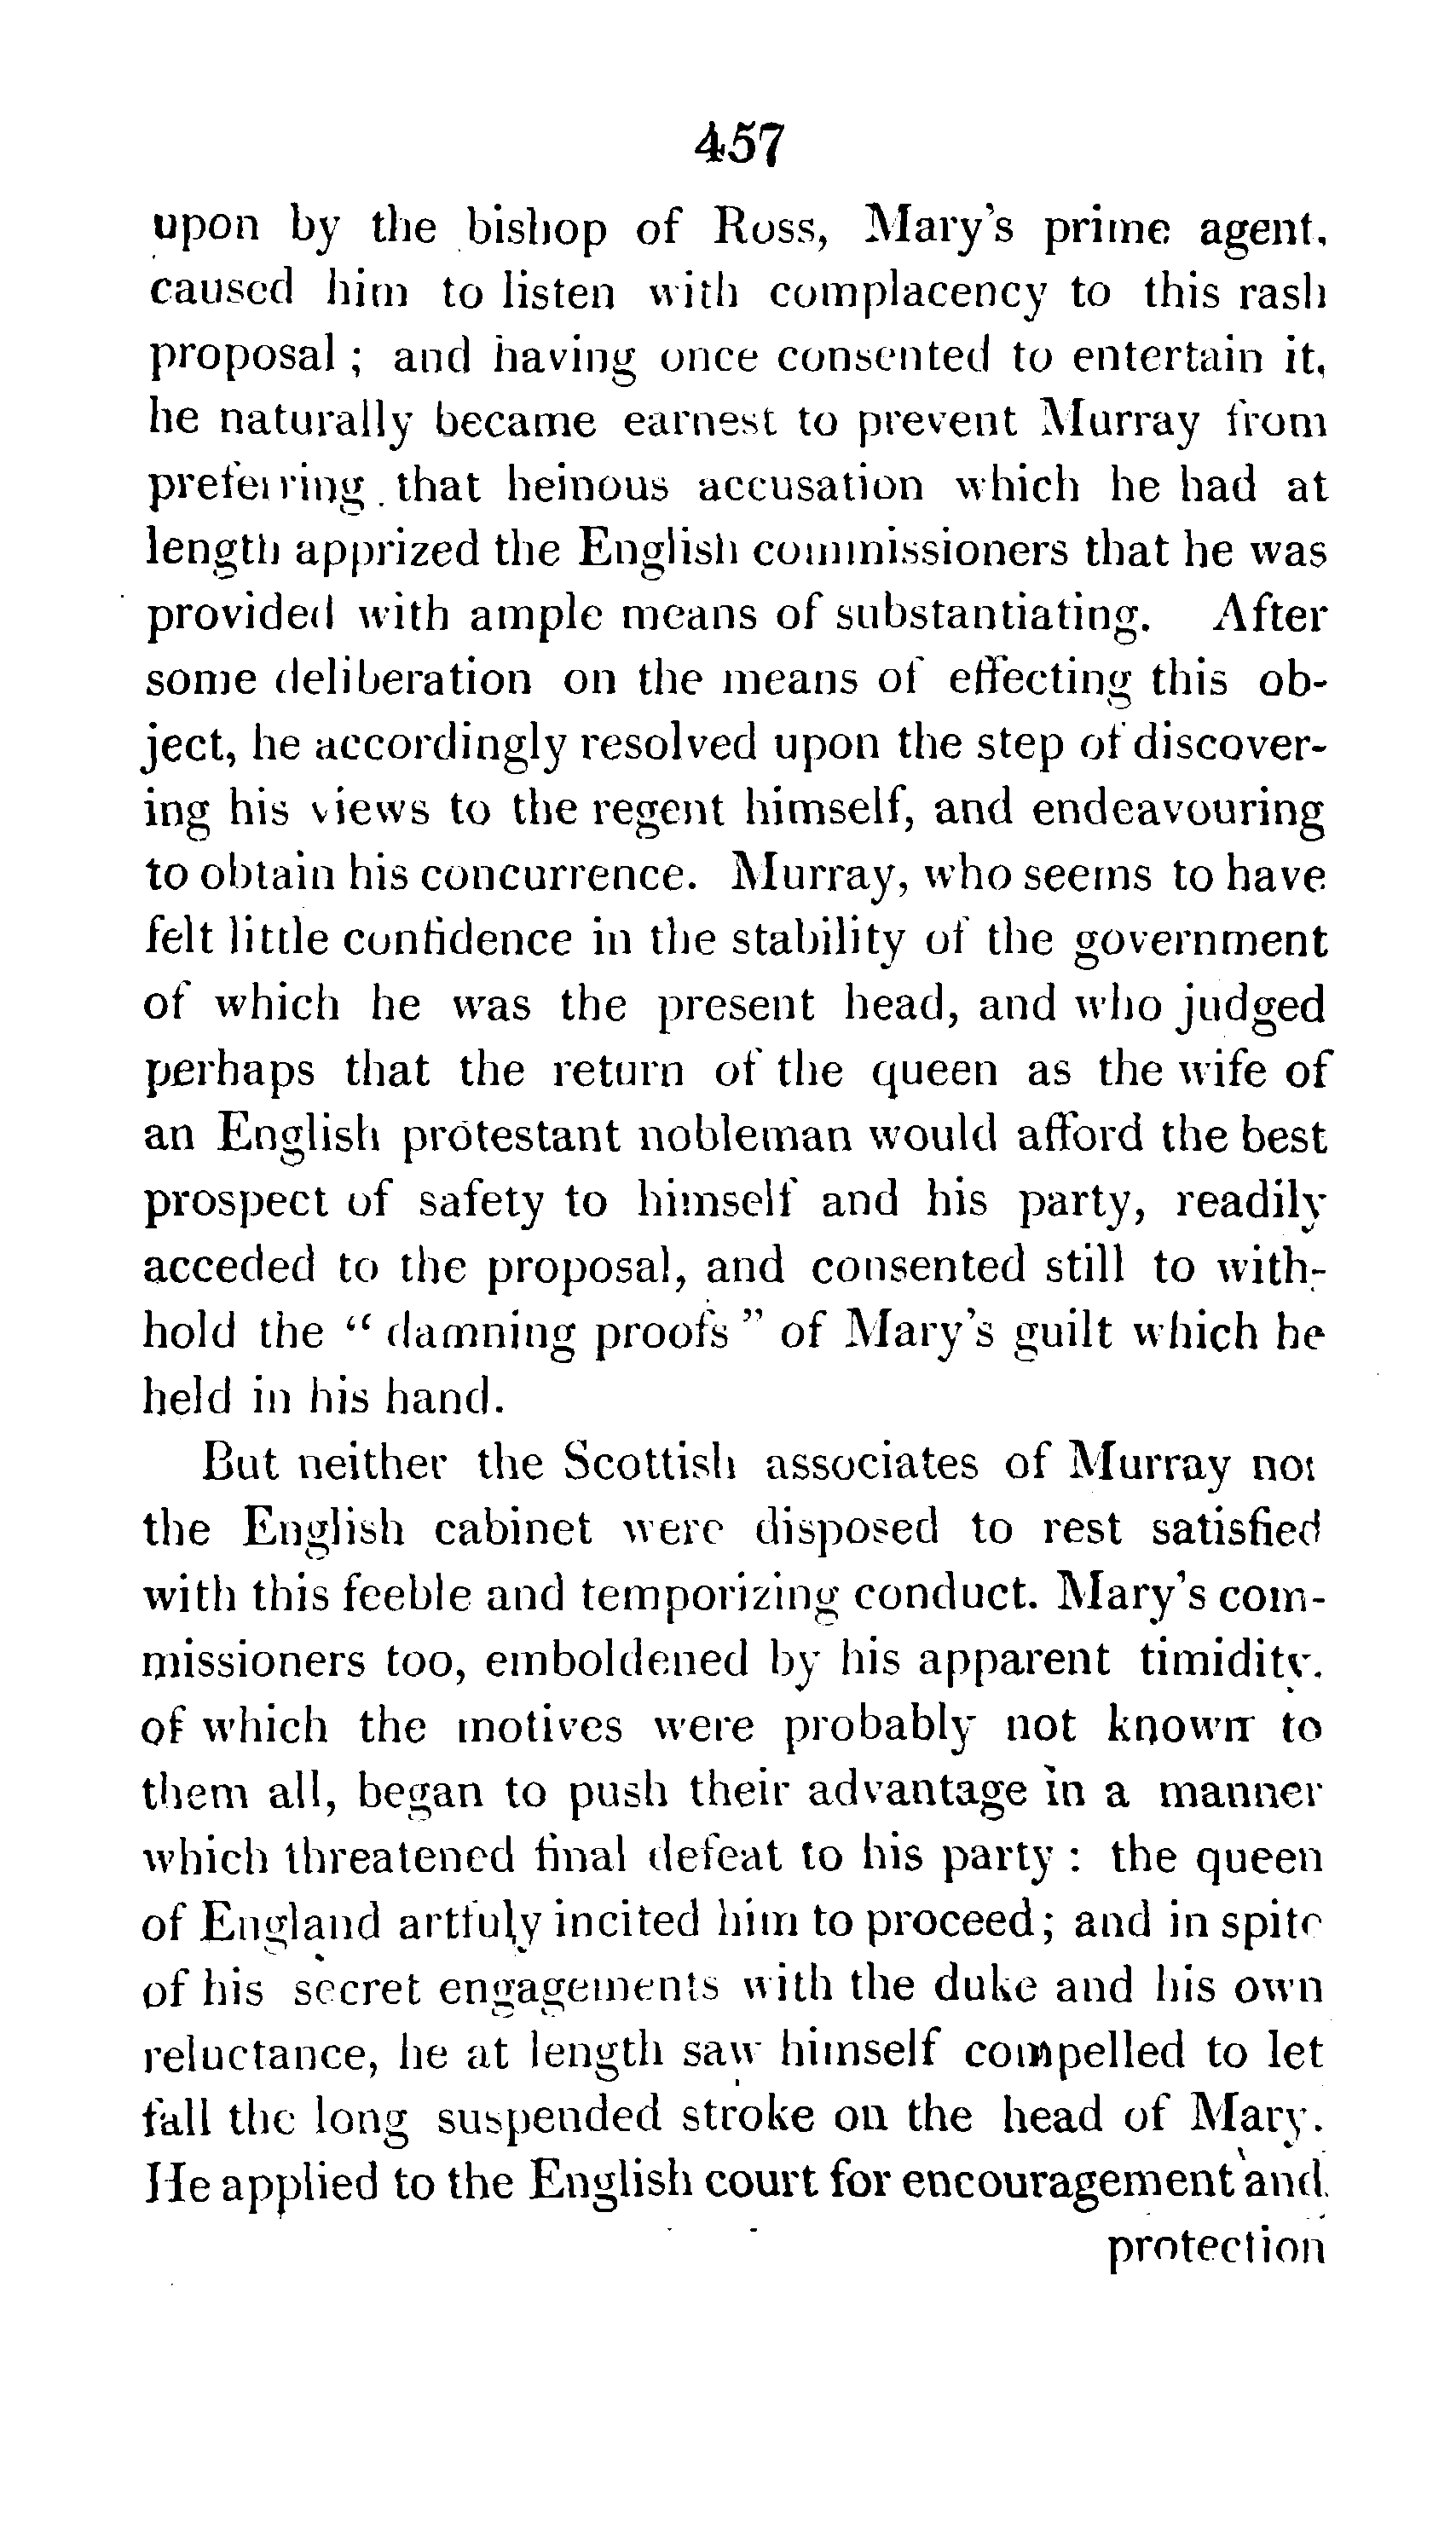 457
upon by the bishop of Ross, Mary's prime agent,
caused him to listen with complacency to this rash
proposal ; and having once consented to entertain it,
he naturally became earnest to prevent Murray from
preferring that heinous accusation which he had at
length apprized the English commissioners that he was
provided with ample means of substantiating. After
some deliberation on the means of effecting this ob-
ject, he accordingly resolved upon the step of discover-
ing his views to the regent himself, and endeavouring
to obtain his concurrence. Murray, who seems to have
felt little confidence in the stability of the government
of which he was the present head, and who judged
perhaps that the return of the queen as the wife of
an English protestant nobleman would afford the best
prospect of safety to himself and his party, readily
acceded to the proposal, and consented still to with-
hold the “ damning proofs ” of Mary's guilt which he
held in his hand.
But neither the Scottish associates of Murray nor
the English cabinet were disposed to rest satisfied
with this feeble and temporizing conduct. Mary's com-
missioners too, emboldened by his apparent timidity,
of which the motives were probably not known to
them all, began to push their advantage in a manner
which threatened final defeat to his party : the queen
of England artfuly incited him to proceed; and in spite
of his secret engagements with the duke and his own
reluctance, he at length saw himself compelled to let
fall the long suspended stroke on the head of Mary.
He applied to the English court for encouragement and
protection